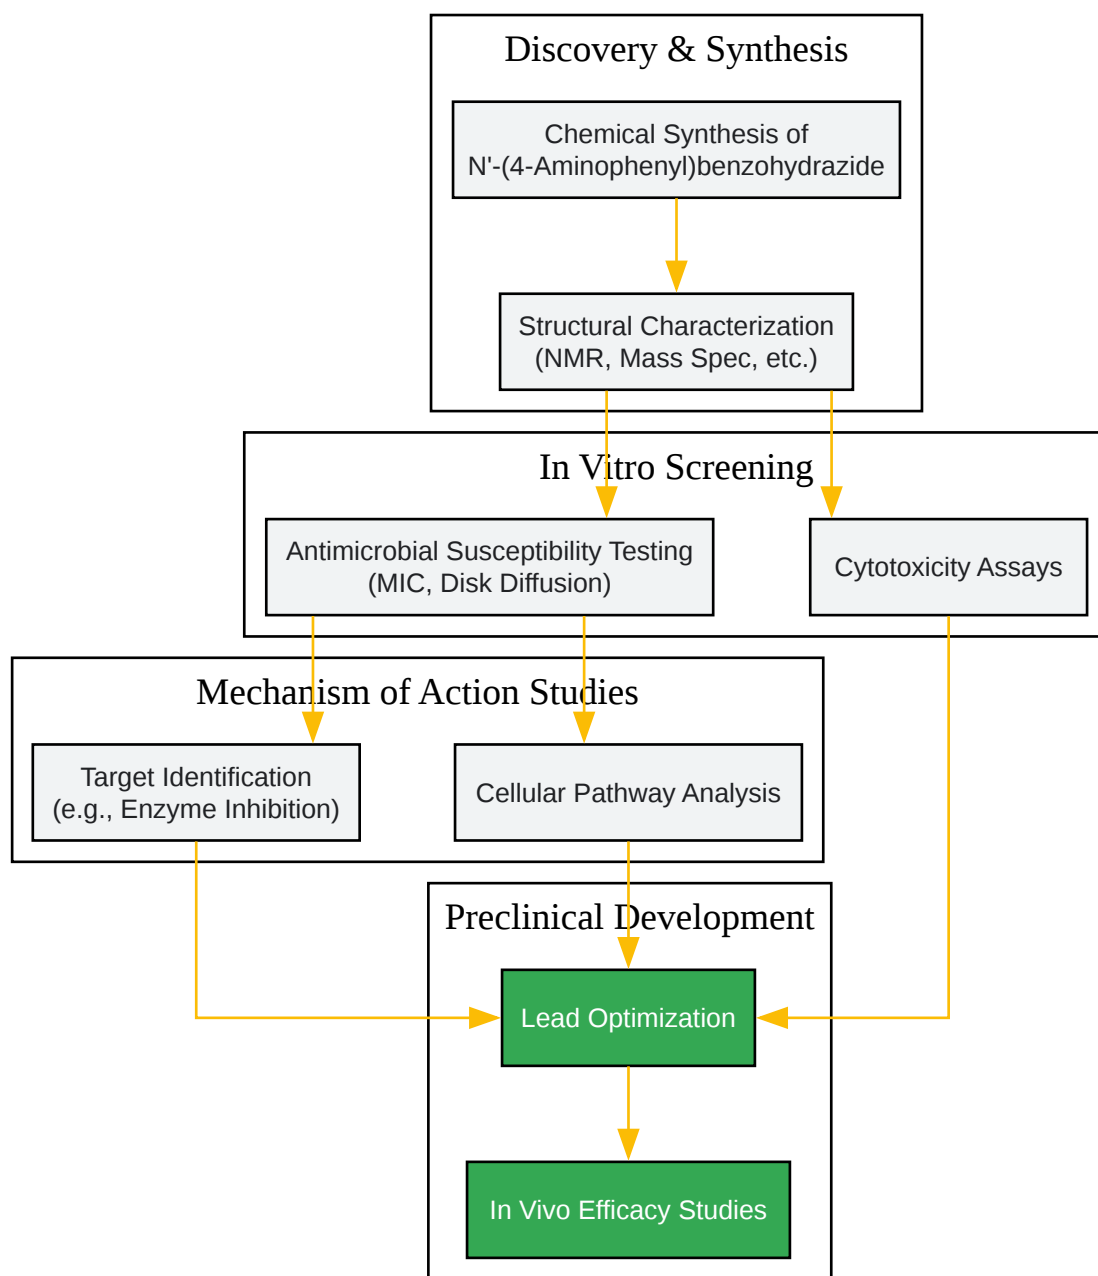 Discovery & Synthesis
Chemical Synthesis of
N'-(4-Aminophenyl)benzohydrazide
Structural Characterization
(NMR, Mass Spec, etc.)
In Vitro Screening
Antimicrobial Susceptibility Testing
(MIC, Disk Diffusion)
Cytotoxicity Assays
Mechanism of Action Studies
Target Identification
(e.g., Enzyme Inhibition)
Cellular Pathway Analysis
Preclinical Development
Lead Optimization
In Vivo Efficacy Studies